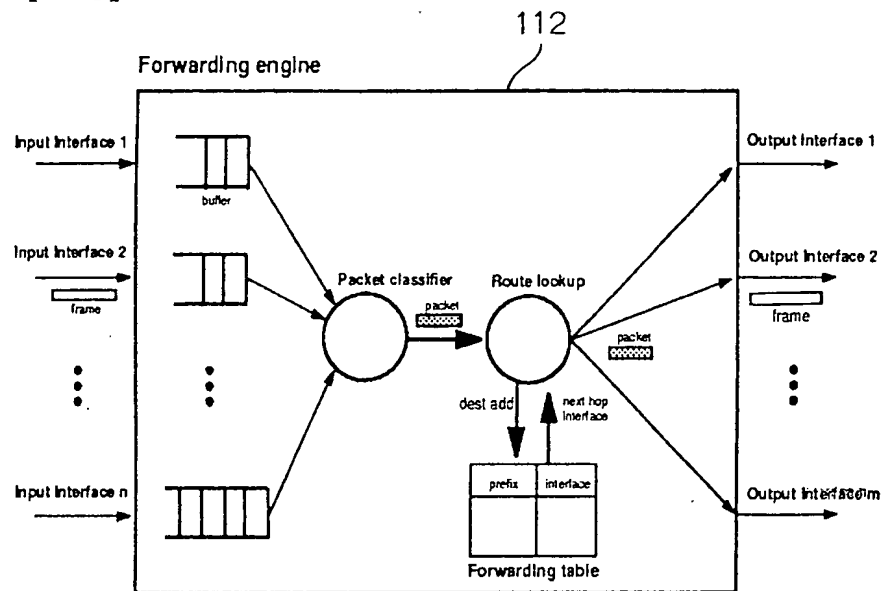 112
Forwarding engine
Input Interface 1
buffer
Output Interface 1
Input Interface 2
frame
Packet classifier
packet
Route lookup
packet
Output Interface 2
frame
dest add
next hop
Interface
Input Interface n
prefix
interface
Forwarding table
Output Interface m